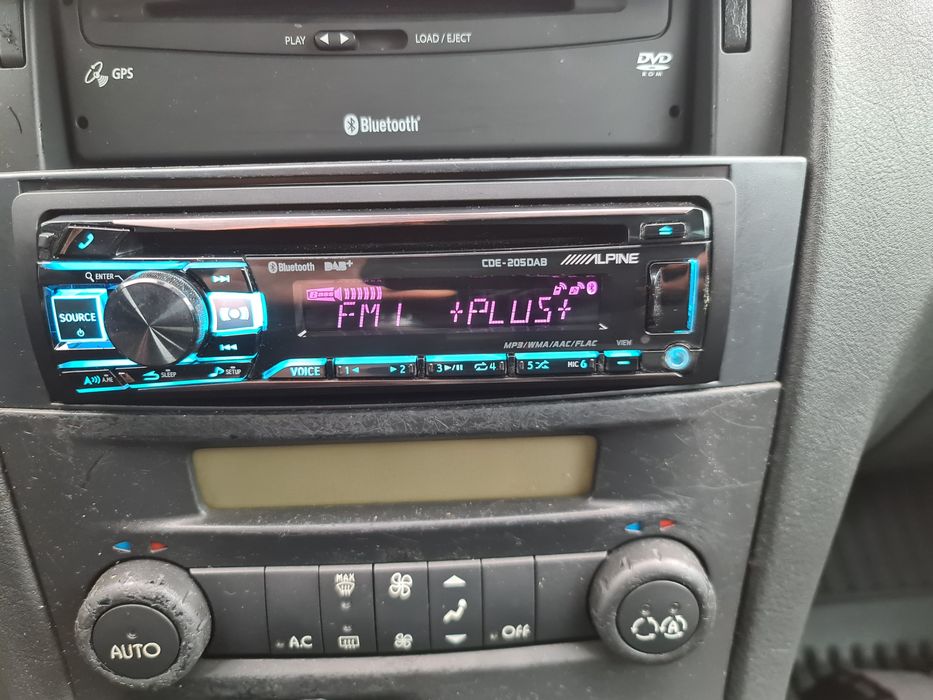 PLAY
LOAD / EJECT
GPS
DVD
ROM
Bluetooth®
Bluetooth DAB+
CDE-205DAB ALPINE
ENTER
SOURCE
FM1 +PLUS+
MP3/WMA/AAC/FLAC
VIEW
A.ME
SLEEP
SETUP
VOICE
1
2
3
4
5
MIC 6
AUTO
A.C
MAX
OFF
A